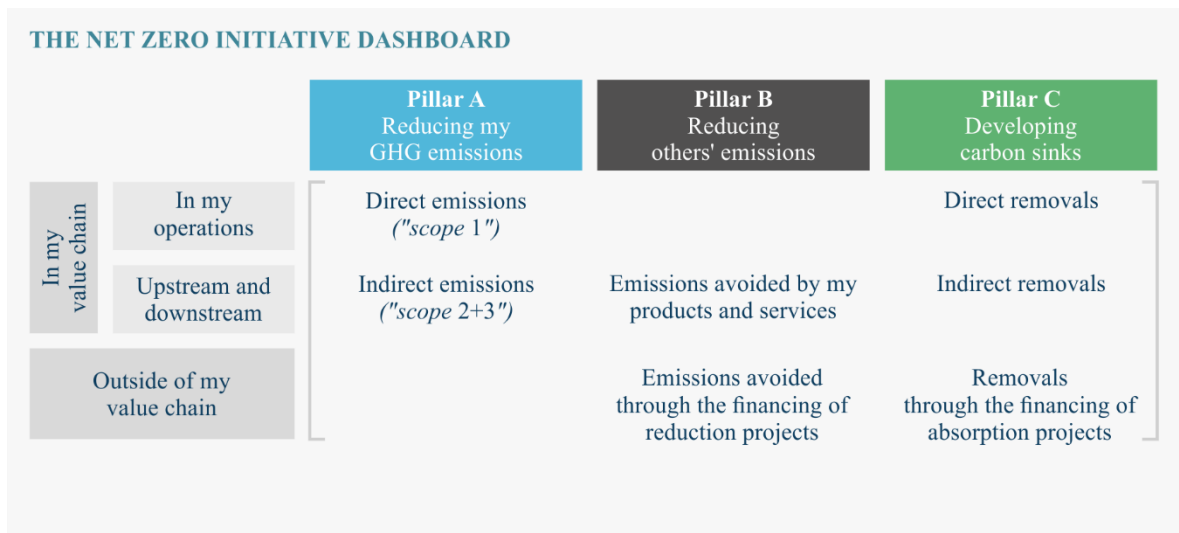 THE NET ZERO INITIATIVE DASHBOARD
Pillar A
Reducing my
GHG emissions
Pillar B
Reducing
others' emissions
Pillar C
Developing
carbon sinks
In my
value chain
In my
operations
Direct emissions
("scope 1")
Direct removals
Upstream and
downstream
Indirect emissions
("scope 2+3")
Emissions avoided by my
products and services
Indirect removals
Outside of my
value chain
Emissions avoided
through the financing of
reduction projects
Removals
through the financing of
absorption projects